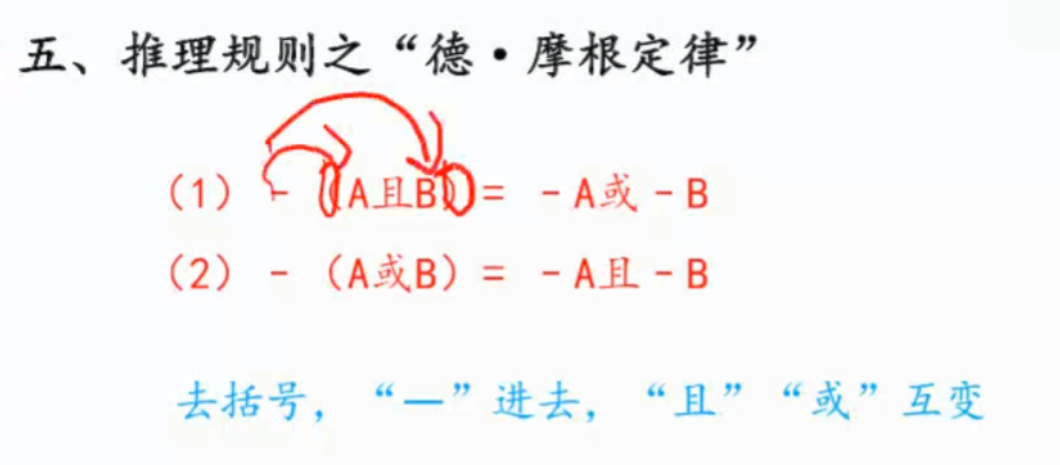 五、推理规则之“德·摩根定律”
（1） -（A且B）= -A或-B
（2） -（A或B）= -A且-B
去括号，“—”进去，“且”“或”互变